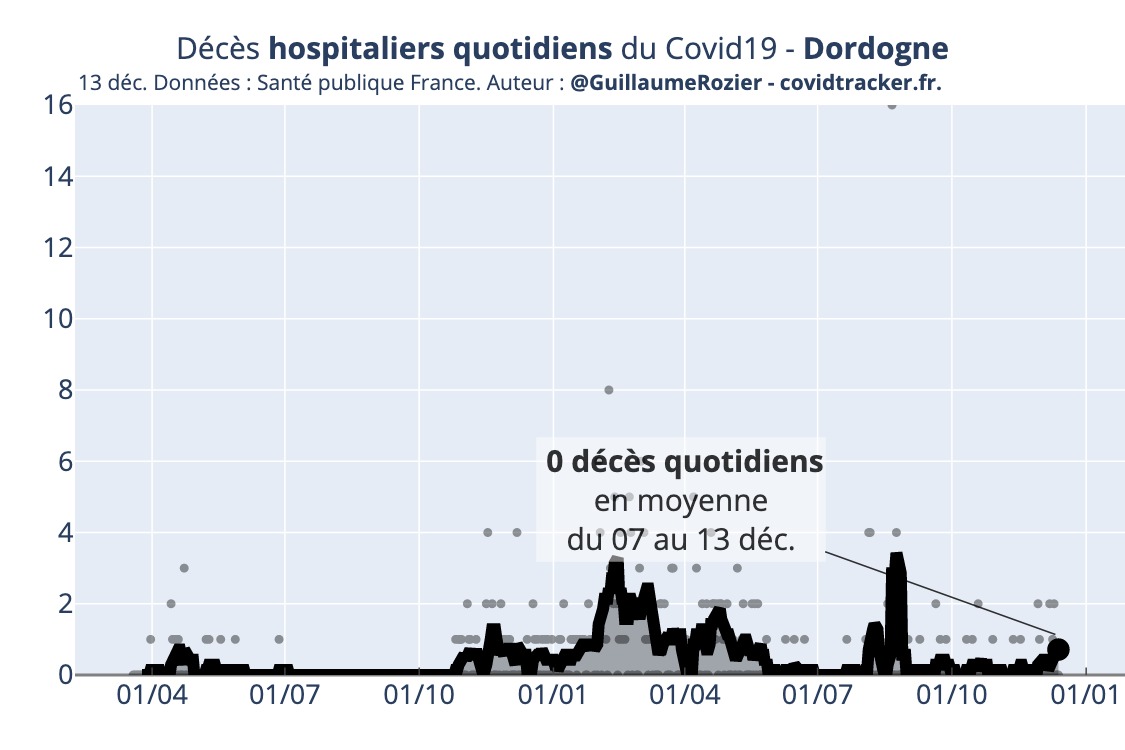 Décès hospitaliers quotidiens du Covid19 - Dordogne
13 déc. Données : Santé publique France. Auteur : @GuillaumeRozier - covidtracker.fr.
16
14
12
10
8
6
4
2
0
0 décès quotidiens
en moyenne
du 07 au 13 déc.
01/04 01/07 01/10 01/01 01/04 01/07 01/10 01/01